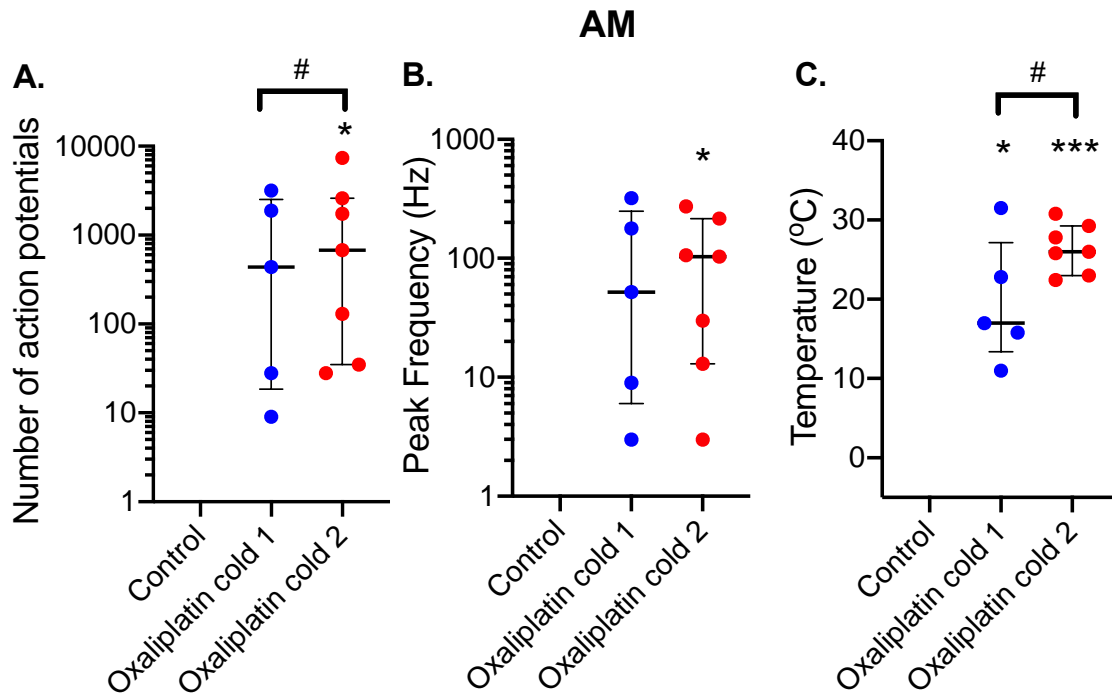 AM
A.
#
*
Number of action potentials
10000
1000
100
10
1
Control
Oxaliplatin cold 1
Oxaliplatin cold 2
B.
*
Peak Frequency (Hz)
1000
100
10
1
Control
Oxaliplatin cold 1
Oxaliplatin cold 2
C.
#
*
***
Temperature (ºC)
40
30
20
10
0
Control
Oxaliplatin cold 1
Oxaliplatin cold 2